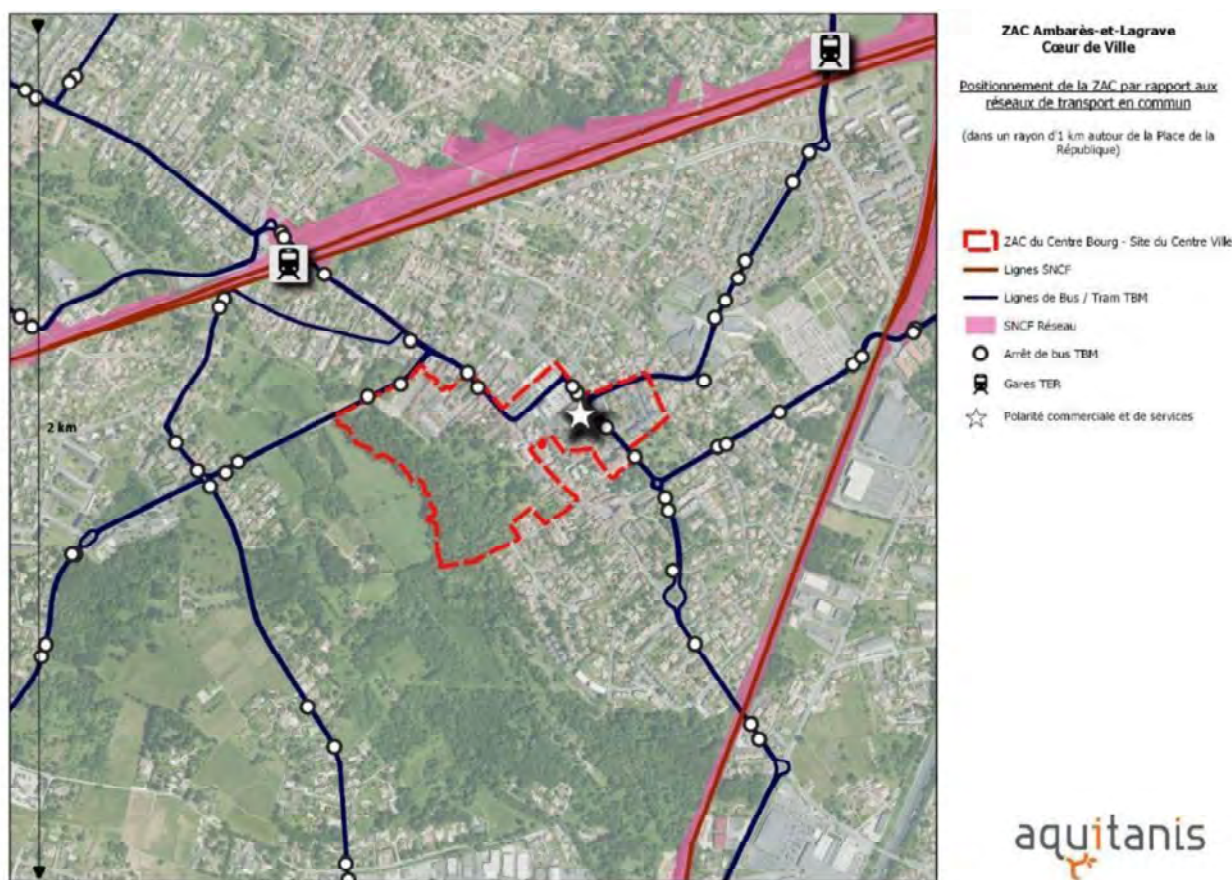 ZAC Ambarès-et-Lagrave
Cœur de Ville
Positionnement de la ZAC par rapport aux
réseaux de transport en commun
(dans un rayon d'1 km autour de la Place de la
République)
ZAC du Centre Bourg - Site du Centre Ville
Lignes SNCF
Lignes de Bus / Tram TBM
SNCF Réseau
Arrêt de bus TBM
Gares TER
Polarité commerciale et de services
2 km
aquitanis